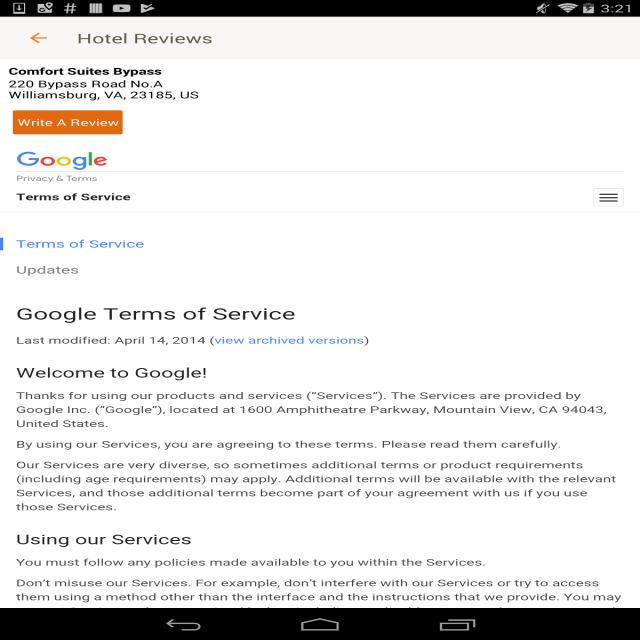 3:21
Hotel Reviews
Comfort Suites Bypass
220 Bypass Road No.A
Williamsburg, VA, 23185, US
Write A Review
Google
Privacy & Terms
Terms of Service
Terms of Service
Updates
Google Terms of Service
Last modified: April 14, 2014 (view archived versions)
Welcome to Google!
Thanks for using our products and services (“Services”). The Services are provided by
Google Inc. (“Google”), located at 1600 Amphitheatre Parkway, Mountain View, CA 94043,
United States.
By using our Services, you are agreeing to these terms. Please read them carefully.
Our Services are very diverse, so sometimes additional terms or product requirements
(including age requirements) may apply. Additional terms will be available with the relevant
Services, and those additional terms become part of your agreement with us if you use
those Services.
Using our Services
You must follow any policies made available to you within the Services.
Don’t misuse our Services. For example, don’t interfere with our Services or try to access
them using a method other than the interface and the instructions that we provide. You may